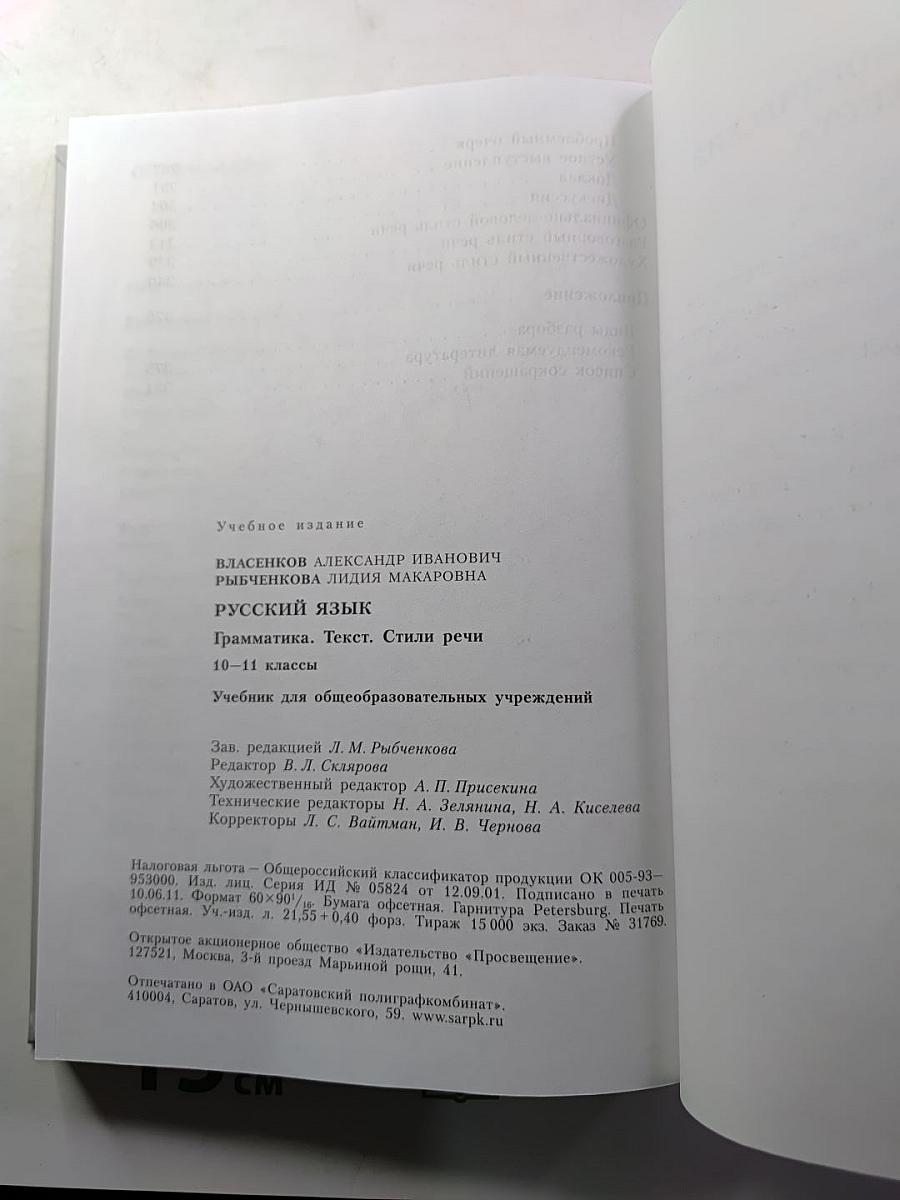 Учебное издание
ВЛАСЕНКОВ АЛЕКСАНДР ИВАНОВИЧ
РЫБЧЕНКОВА ЛИДИЯ МАКАРОВНА
РУССКИЙ ЯЗЫК
Грамматика. Текст. Стили речи
10—11 классы
Учебник для общеобразовательных учреждений
Зав. редакцией Л. М. Рыбченкова
Редактор В. Л. Склярова
Художественный редактор А. П. Присекина
Технические редакторы Н. А. Зелянина, Н. А. Киселева
Корректоры Л. С. Вайтман, И. В. Чернова
Налоговая льгота — Общероссийский классификатор продукции ОК 005-93—
953000. Изд. лиц. Серия ИД № 05824 от 12.09.01. Подписано в печать
10.06.11. Формат 60×90 1/16. Бумага офсетная. Гарнитура Petersburg. Печать
офсетная. Уч.-изд. л. 21,55 + 0,40 форз. Тираж 15 000 экз. Заказ № 31769.
Открытое акционерное общество «Издательство «Просвещение».
127521, Москва, 3-й проезд Марьиной рощи, 41.
Отпечатано в ОАО «Саратовский полиграфкомбинат».
410004, Саратов, ул. Чернышевского, 59. www.sarpk.ru
см